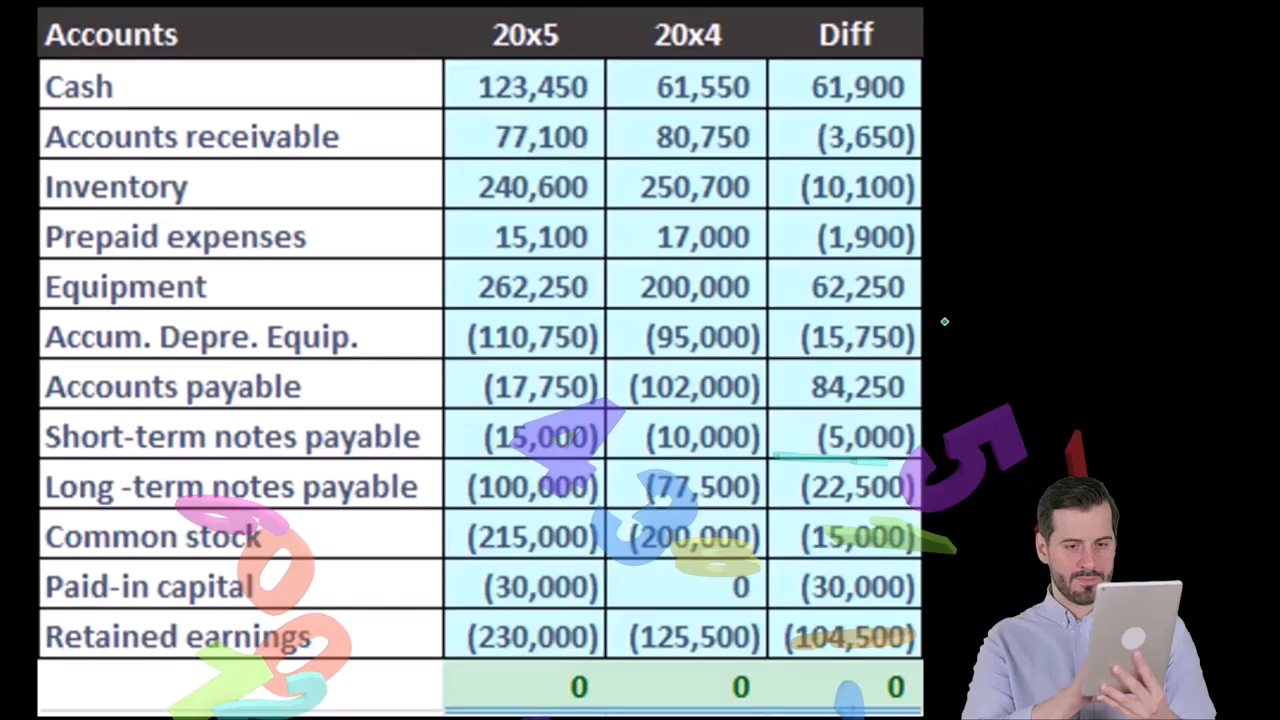 Accounts 20x5 20x4 Diff
Cash 123,450 61,550 61,900
Accounts receivable 77,100 80,750 (3,650)
Inventory 240,600 250,700 (10,100)
Prepaid expenses 15,100 17,000 (1,900)
Equipment 262,250 200,000 62,250
Accum. Depre. Equip. (110,750) (95,000) (15,750)
Accounts payable (17,750) (102,000) 84,250
Short-term notes payable (15,000) (10,000) (5,000)
Long -term notes payable (100,000) (77,500) (22,500)
Common stock (215,000) (200,000) (15,000)
Paid-in capital (30,000) 0 (30,000)
Retained earnings (230,000) (125,500) (104,500)
0 0 0